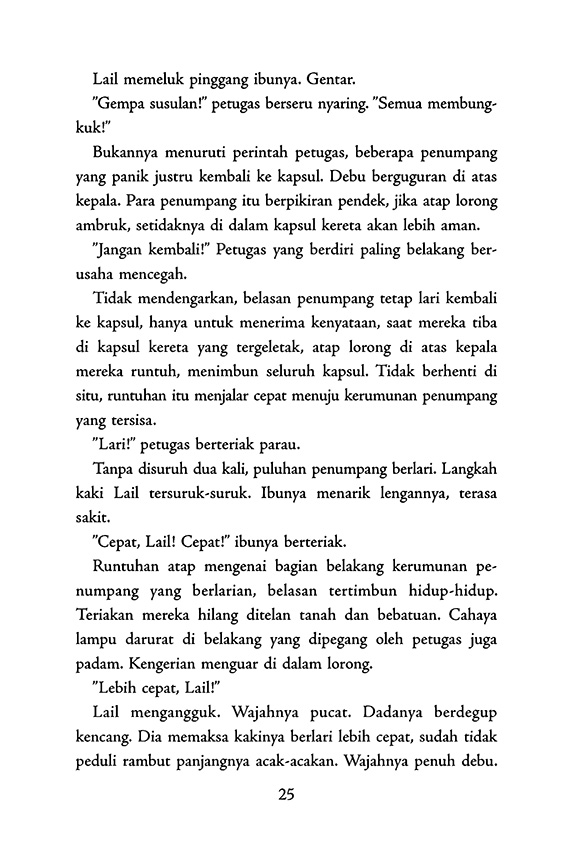 Lail memeluk pinggang ibunya. Gentar.
”Gempa susulan!” petugas berseru nyaring. ”Semua membung-
kuk!”
Bukannya menuruti perintah petugas, beberapa penumpang
yang panik justru kembali ke kapsul. Debu berguguran di atas
kepala. Para penumpang itu berpikiran pendek, jika atap lorong
ambruk, setidaknya di dalam kapsul kereta akan lebih aman.
”Jangan kembali!” Petugas yang berdiri paling belakang ber-
usaha mencegah.
Tidak mendengarkan, belasan penumpang tetap lari kembali
ke kapsul, hanya untuk menerima kenyataan, saat mereka tiba
di kapsul kereta yang tergeletak, atap lorong di atas kepala
mereka runtuh, menimbun seluruh kapsul. Tidak berhenti di
situ, runtuhan itu menjalar cepat menuju kerumunan penumpang
yang tersisa.
”Lari!” petugas berteriak parau.
Tanpa disuruh dua kali, puluhan penumpang berlari. Langkah
kaki Lail tersuruk-suruk. Ibunya menarik lengannya, terasa
sakit.
”Cepat, Lail! Cepat!” ibunya berteriak.
Runtuhan atap mengenai bagian belakang kerumunan pe-
numpang yang berlarian, belasan tertimbun hidup-hidup.
Teriakan mereka hilang ditelan tanah dan bebatuan. Cahaya
lampu darurat di belakang yang dipegang oleh petugas juga
padam. Kengerian menguar di dalam lorong.
”Lebih cepat, Lail!”
Lail mengangguk. Wajahnya pucat. Dadanya berdegup
kencang. Dia memaksa kakinya berlari lebih cepat, sudah tidak
peduli rambut panjangnya acak-acakan. Wajahnya penuh debu.
25